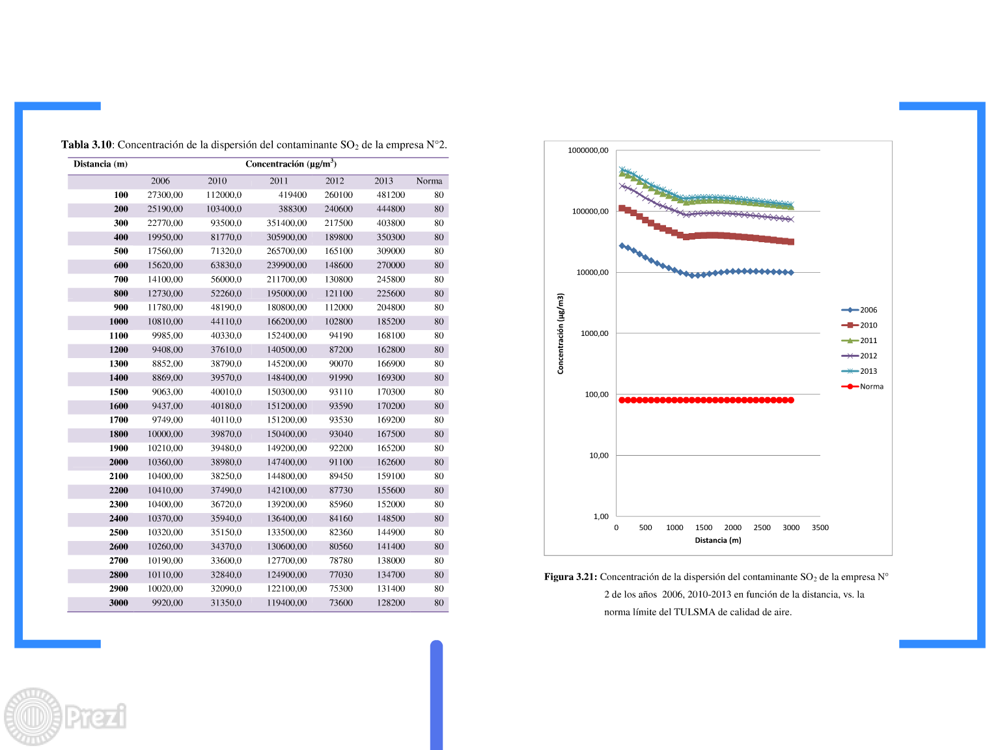 Tabla 3.10: Concentración de la dispersión del contaminante SO2 de la empresa N°2.
Distancia (m) Concentración (µg/m3)
2006 2010 2011 2012 2013 Norma
100 27300,00 112000,0 419400 260100 481200 80
200 25190,00 103400,0 388300 240600 444800 80
300 22770,00 93500,0 351400,00 217500 403800 80
400 19950,00 81770,0 305900,00 189800 350300 80
500 17560,00 71320,0 265700,00 165100 309000 80
600 15620,00 63830,0 239900,00 148600 270000 80
700 14100,00 56000,0 211700,00 130800 245800 80
800 12730,00 52260,0 195000,00 121100 225600 80
900 11780,00 48190,0 180800,00 112000 204800 80
1000 10810,00 44110,0 166200,00 102800 185200 80
1100 9985,00 40330,0 152400,00 94190 168100 80
1200 9408,00 37610,0 140500,00 87200 162800 80
1300 8852,00 38790,0 145200,00 90070 166900 80
1400 8869,00 39570,0 148400,00 91990 169300 80
1500 9063,00 40010,0 150300,00 93110 170300 80
1600 9437,00 40180,0 151200,00 93590 170200 80
1700 9749,00 40110,0 151200,00 93530 169200 80
1800 10000,00 39870,0 150400,00 93040 167500 80
1900 10210,00 39480,0 149200,00 92200 165200 80
2000 10360,00 38980,0 147400,00 91100 162600 80
2100 10400,00 38250,0 144800,00 89450 159100 80
2200 10410,00 37490,0 142100,00 87730 155600 80
2300 10400,00 36720,0 139200,00 85960 152000 80
2400 10370,00 35940,0 136400,00 84160 148500 80
2500 10320,00 35150,0 133500,00 82360 144900 80
2600 10260,00 34370,0 130600,00 80560 141400 80
2700 10190,00 33600,0 127700,00 78780 138000 80
2800 10110,00 32840,0 124900,00 77030 134700 80
2900 10020,00 32090,0 122100,00 75300 131400 80
3000 9920,00 31350,0 119400,00 73600 128200 80
1000000,00
100000,00
10000,00
1000,00
100,00
10,00
1,00
Concentración (µg/m3)
0 500 1000 1500 2000 2500 3000 3500
Distancia (m)
2006
2010
2011
2012
2013
Norma
Figura 3.21: Concentración de la dispersión del contaminante SO2 de la empresa N°
2 de los años 2006, 2010-2013 en función de la distancia, vs. la
norma límite del TULSMA de calidad de aire.
Prezi